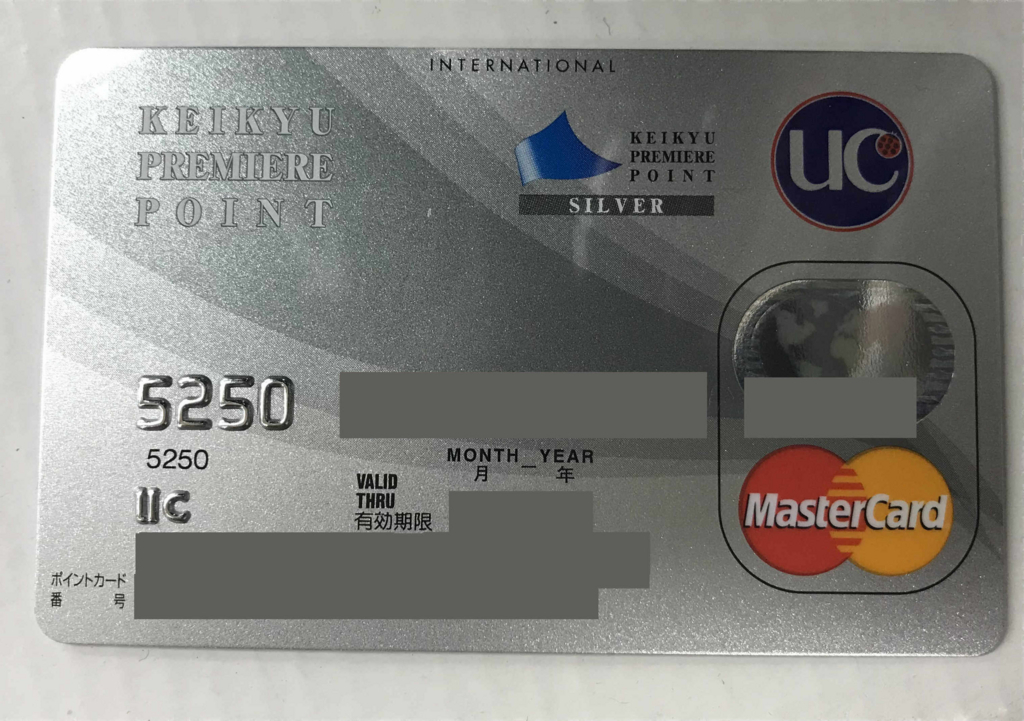 INTERNATIONAL
KEIKYU
PREMIERE
POINT
KEIKYU
PREMIERE
POINT
SILVER
UC
5250
5250
MONTH YEAR
月 年
UC
VALID
THRU
有効期限
MasterCard
ポイントカード
番 号